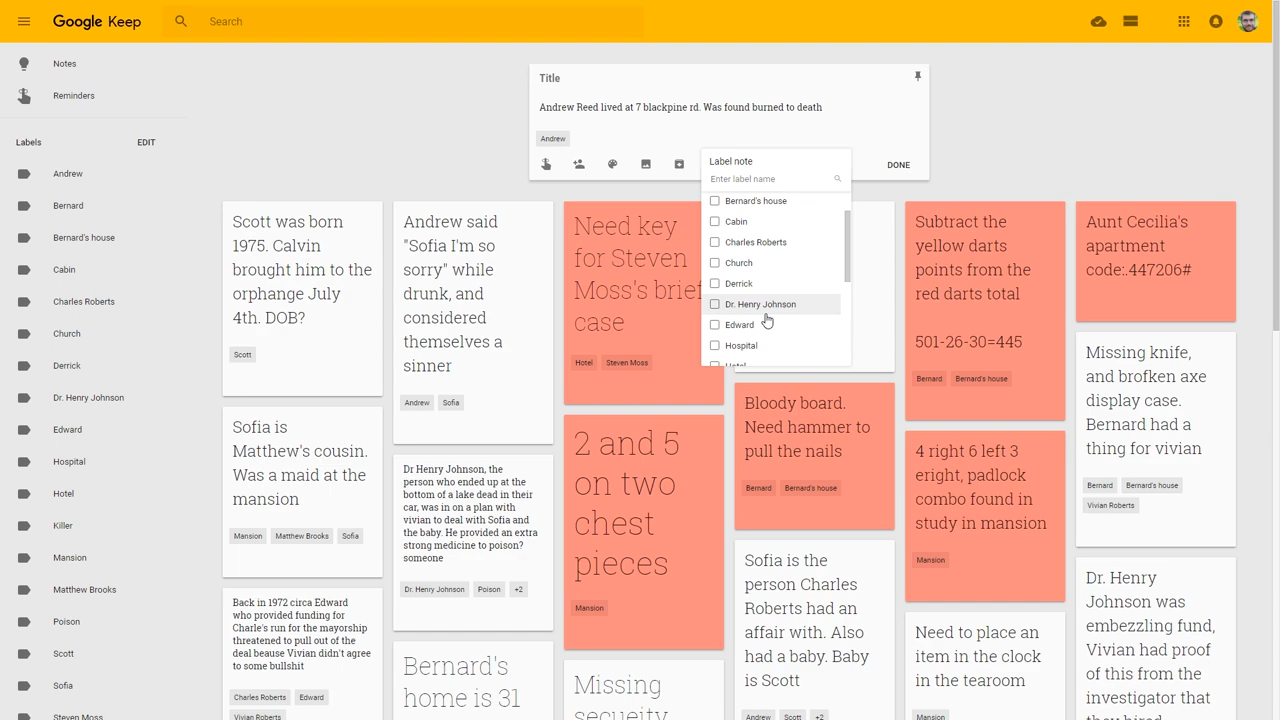 Google Keep
Search
Notes
Reminders
Labels
EDIT
Andrew
Bernard
Bernard's house
Cabin
Charles Roberts
Church
Derrick
Dr. Henry Johnson
Edward
Hospital
Hotel
Killer
Mansion
Matthew Brooks
Poison
Scott
Sofia
Steven Moss
Title
Andrew Reed lived at 7 blackpine rd. Was found burned to death
Andrew
DONE
Label note
Enter label name
Bernard's house
Cabin
Charles Roberts
Church
Derrick
Dr. Henry Johnson
Edward
Hospital
Hotel
Scott was born
1975. Calvin
brought him to the
orphange July
4th. DOB?
Scott
Sofia is
Matthew's cousin.
Was a maid at the
mansion
Mansion Matthew Brooks Sofia
Back in 1972 circa Edward
who provided funding for
Charle's run for the mayorship
threatened to pull out of the
deal beause Vivian didn't agree
to some bullshit
Charles Roberts Edward
Vivian Roberts
Andrew said
"Sofia I'm so
sorry" while
drunk, and
considered
themselves a
sinner
Andrew Sofia
Dr Henry Johnson, the
person who ended up at the
bottom of a lake dead in their
car, was in on a plan with
vivian to deal with Sofia and
the baby. He provided an extra
strong medicine to poison?
someone
Dr. Henry Johnson Poison +2
Bernard's
home is 31
Need key
for Steven
Moss's brief
case
Hotel Steven Moss
2 and 5
on two
chest
pieces
Mansion
Missing
secueity
Bloody board.
Need hammer to
pull the nails
Bernard Bernard's house
Sofia is the
person Charles
Roberts had an
affair with. Also
had a baby. Baby
is Scott
Andrew Scott +2
Subtract the
yellow darts
points from the
red darts total
501-26-30=445
Bernard Bernard's house
4 right 6 left 3
eright, padlock
combo found in
study in mansion
Mansion
Need to place an
item in the clock
in the tearoom
Mansion
Aunt Cecilia's
apartment
code:.447206#
Missing knife,
and brofken axe
display case.
Bernard had a
thing for vivian
Bernard Bernard's house
Vivian Roberts
Dr. Henry
Johnson was
embezzling fund,
Vivian had proof
of this from the
investigator that
they hired